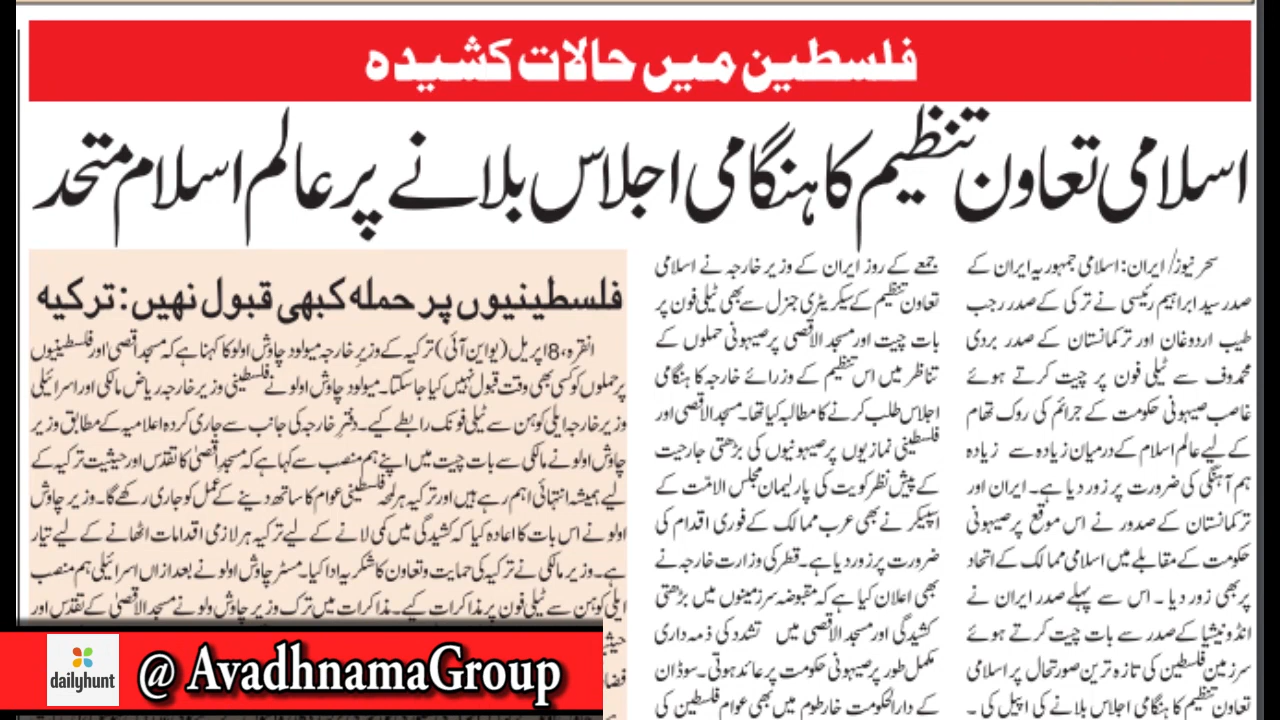 فلسطین میں حالات کشیدہ
اسلامی تعاون تنظیم کا ہنگامی اجلاس بلانے پر عالم اسلام متحد
سحر نیوز/ ایران: اسلامی جمہوریہ ایران کے
صدر سید ابراہیم رئیسی نے ترکی کے صدر رجب
طیب اردوغان اور ترکمانستان کے صدر بردی
محمدوف سے ٹیلی فون پر چیت کرتے ہوئے
غاصب صیہونی حکومت کے جرائم کی روک تھام
کے لیے عالم اسلام کے درمیان زیادہ سے زیادہ
ہم آہنگی کی ضرورت پر زور دیا ہے۔ ایران اور
ترکمانستان کے صدور نے اس موقع پر صیہونی
حکومت کے مقابلے میں اسلامی ممالک کے اتحاد
پر بھی زور دیا ۔ اس سے پہلے صدر ایران نے
انڈونیشیا کے صدر سے بات چیت کرتے ہوئے
سرزمین فلسطین کی تازہ ترین صورتحال پر اسلامی
تعاون تنظیم کا ہنگامی اجلاس بلانے کی اپیل کی ۔
جمعے کے روز ایران کے وزیر خارجہ نے اسلامی
تعاون تنظیم کے سیکریٹری جنرل سے بھی ٹیلی فون پر
بات چیت اور مسجد الاقصی پر صیہونی حملوں کے
تناظر میں اس تنظیم کے وزرائے خارجہ کا ہنگامی
اجلاس طلب کرنے کا مطالبہ کیا تھا۔ مسجد الاقصی اور
فلسطینی نمازیوں پر صیہونیوں کی بڑھتی جارحیت
کے پیش نظر کویت کی پارلیمان مجلس الامت کے
اسپیکر نے بھی عرب ممالک کے فوری اقدام کی
ضرورت پر زور دیا ہے۔ قطر کی وزارت خارجہ نے
بھی اعلان کیا ہے کہ مقبوضہ سرزمینوں میں بڑھتی
کشیدگی اور مسجد الاقصی میں تشدد کی ذمہ داری
مکمل طور پر صیہونی حکومت پر عائد ہوتی۔ سوڈان
کے دارالحکومت خارطوم میں بھی عوام فلسطین کی
فلسطینیوں پر حملہ کبھی قبول نہیں: ترکیہ
انقرہ، 8 اپریل (یو این آئی) ترکیہ کے وزیر خارجہ میولود چاوش اولو کا کہنا ہے کہ مسجد اقصی اور فلسطینیوں
پر حملوں کو کسی بھی وقت قبول نہیں کیا جا سکتا۔ میولود چاوش اولو نے فلسطینی وزیر خارجہ ریاض مالکی اور اسرائیلی
وزیر خارجہ ایلی کوہن سے ٹیلی فونک رابطے کیے۔ دفتر خارجہ کی جانب سے جاری کردہ اعلامیہ کے مطابق وزیر
چاوش اولو نے مالکی سے بات چیت میں اپنے ہم منصب سے کہا ہے کہ مسجد اقصیٰ کا تقدس اور حیثیت ترکیہ کے
لیے ہمیشہ انتہائی اہم رہے ہیں اور ترکیہ ہر لمحہ فلسطینی عوام کا ساتھ دینے کے عمل کو جاری رکھے گا۔ وزیر چاوش
اولو نے اس بات کا اعادہ کیا کہ کشیدگی میں کمی لانے کے لیے ترکیہ ہر لازمی اقدامات اٹھانے کے لیے تیار
ہے۔ وزیر مالکی نے ترکیہ کی حمایت و تعاون کا شکریہ ادا کیا۔ مسٹر چاوش اولو نے بعد ازاں اسرائیلی ہم منصب
ایلی کوہن سے ٹیلی فون پر مذاکرات کیے۔ مذاکرات میں ترک وزیر چاوش ولو نے مسجد الاقصیٰ کے تقدس اور
dailyhunt
@ AvadhnamaGroup